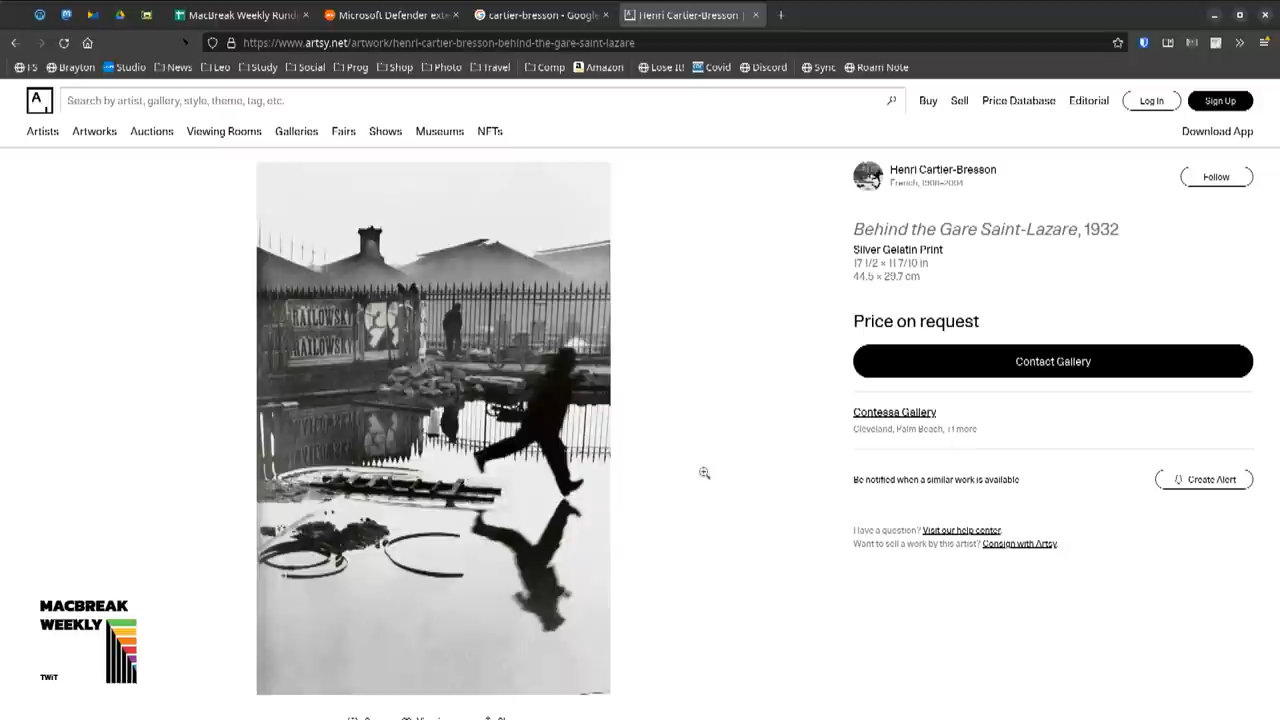 MacBreak Weekly Rund
Microsoft Defender ext
cartier-bresson - Google
Henri Cartier-Bresson |
https://www.artsy.net/artwork/henri-cartier-bresson-behind-the-gare-saint-lazare
FS
Brayton
Studio
News
Leo
Study
Social
Prog
Shop
Photo
Travel
Comp
Amazon
Lose It!
Covid
Discord
Sync
Roam Note
Search by artist, gallery, style, theme, tag, etc.
Buy
Sell
Price Database
Editorial
Log In
Sign Up
Artists
Artworks
Auctions
Viewing Rooms
Galleries
Fairs
Shows
Museums
NFTs
Download App
RAILOWSKY
RAILOWSKY
Henri Cartier-Bresson
French, 1908–2004
Follow
Behind the Gare Saint-Lazare, 1932
Silver Gelatin Print
17 1/2 × 11 7/10 in
44.5 × 29.7 cm
Price on request
Contact Gallery
Contessa Gallery
Cleveland, Palm Beach, +1 more
Be notified when a similar work is available
Create Alert
Have a question? Visit our help center.
Want to sell a work by this artist? Consign with Artsy.
MACBREAK
WEEKLY
TWiT